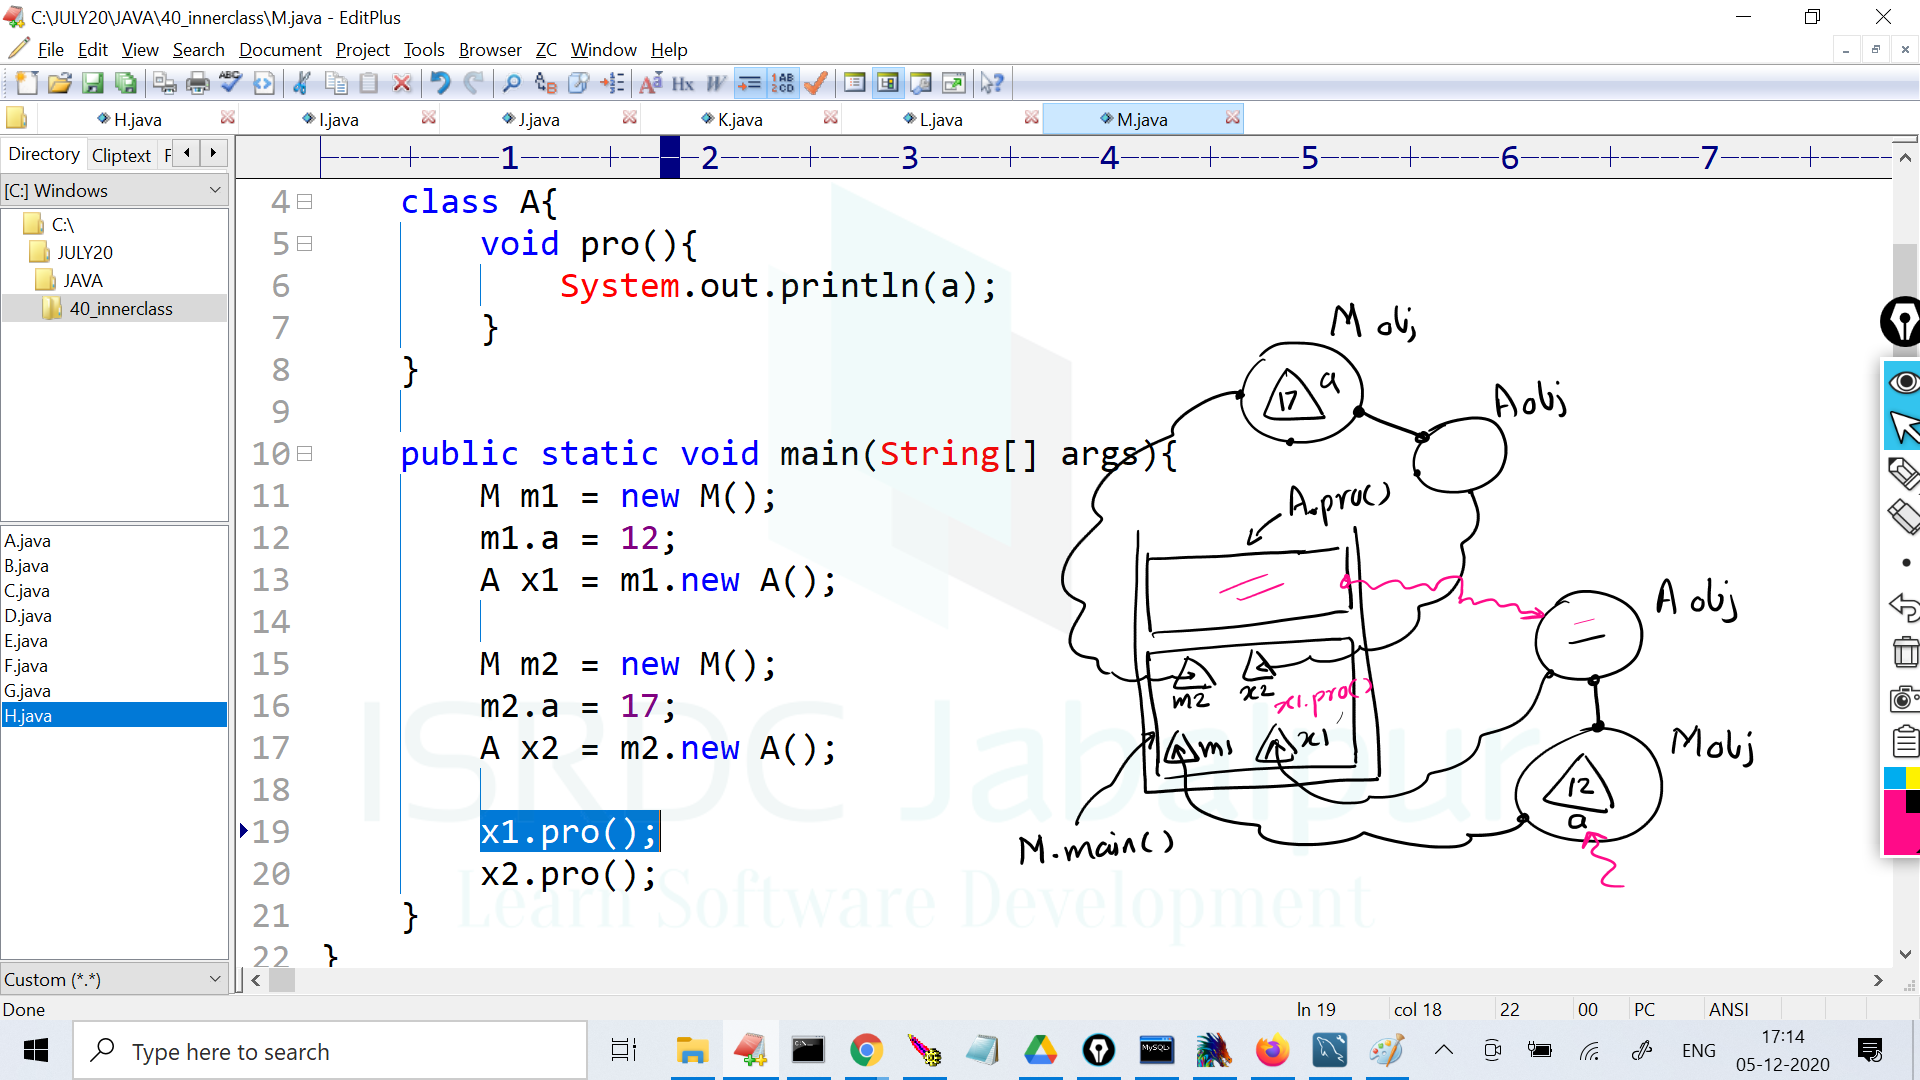 C:\JULY20\JAVA\40_innerclass\M.java - EditPlus
File Edit View Search Document Project Tools Browser ZC Window Help
H.java I.java J.java K.java L.java M.java
Directory Cliptext F
1 2 3 4 5 6 7
[C:] Windows
C:\
JULY20
JAVA
40_innerclass
A.java
B.java
C.java
D.java
E.java
F.java
G.java
H.java
Custom (*.*)
4 class A{
5 void pro(){
6 System.out.println(a);
7 }
8 }
9
10 public static void main(String[] args){
11 M m1 = new M();
12 m1.a = 12;
13 A x1 = m1.new A();
14
15 M m2 = new M();
16 m2.a = 17;
17 A x2 = m2.new A();
18
19 x1.pro();
20 x2.pro();
21 }
22 }
M obj
17 a
A obj
A.pro()
A obj
m2 x2
x1.pro()
m1 x1
M obj
12
a
M.main()
ISRDC Jabalpur
Learn Software Development
Done ln 19 col 18 22 00 PC ANSI
Type here to search
MySQL
ENG
17:14
05-12-2020